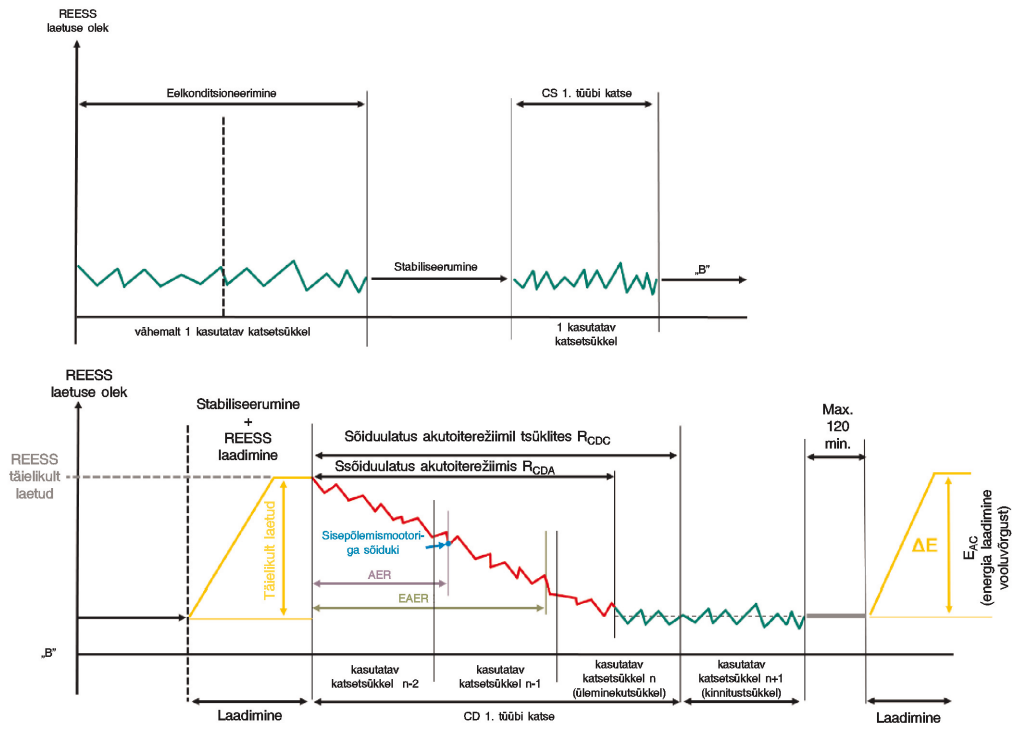 REESS
laetuse olek
Eelkonditsioneerimine
CS 1. tüübi katse
Stabiliseerumine
„B”
vähemalt 1 kasutatav katsetsükkel
1 kasutatav
katsetsükkel
REESS
laetuse olek
Stabiliseerumine
+
REESS
laadimine
Max.
120
min.
Sõiduulatus akutoiterežiimil tsüklites RCDC
Ssõiduulatus akutoiterežiimis RCDA
REESS
täielikult
laetud
Täielikult laetud
Sisepõlemismootori-
ga sõiduki
AER
EAER
ΔE
EAC
(energia laadimine
vooluvõrgust)
„B”
kasutatav
katsetsükkel n-2
kasutatav
katsetsükkel n-1
kasutatav
katsetsükkel n
(üleminekutsükkel)
kasutatav
katsetsükkel n+1
(kinnitustsükkel)
Laadimine
CD 1. tüübi katse
Laadimine